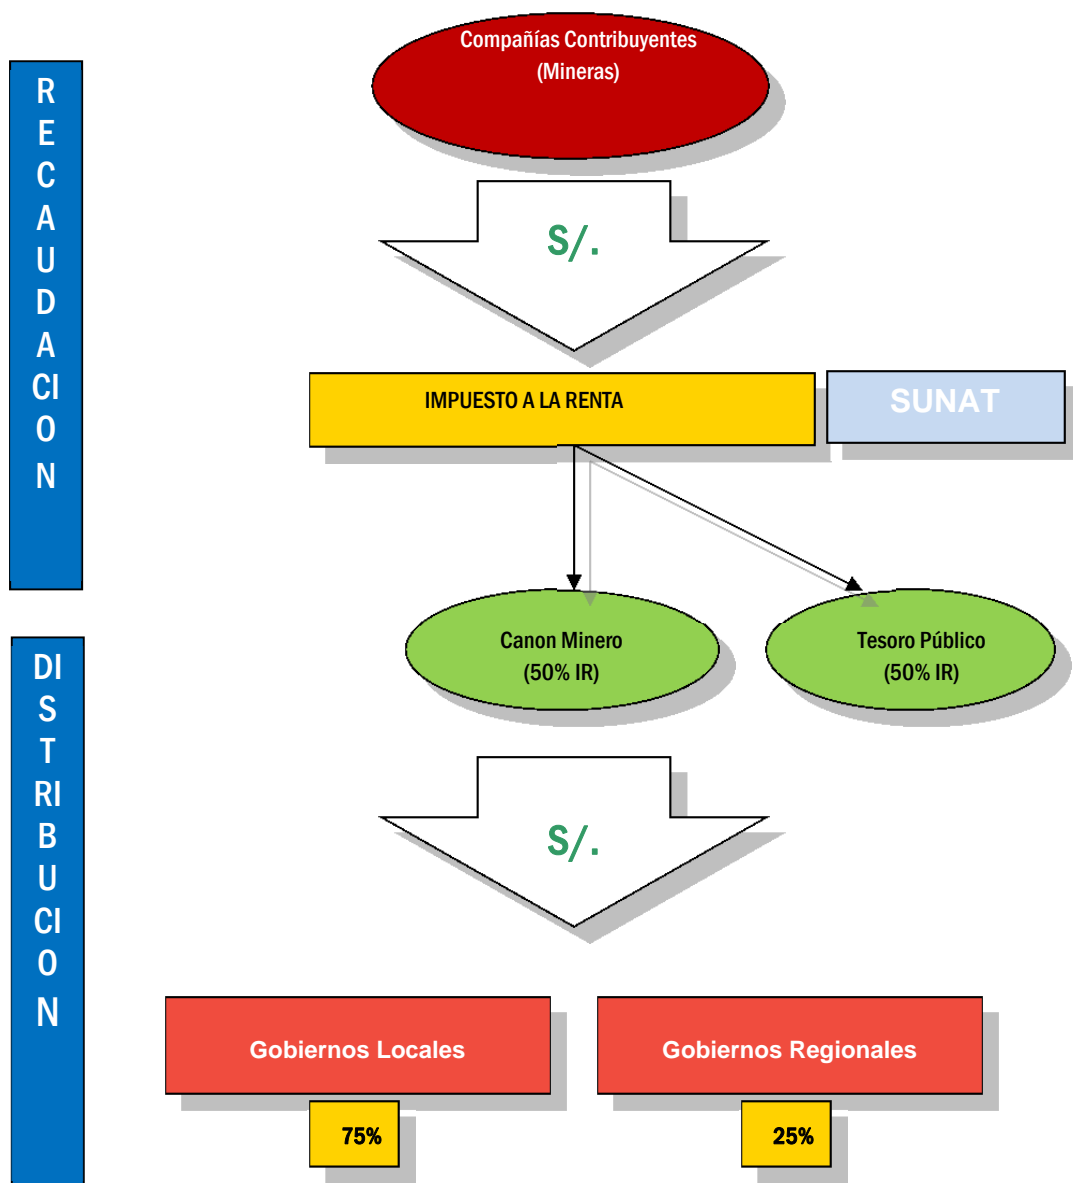 R
E
C
A
U
D
A
CI
O
N
Compañías Contribuyentes
(Mineras)
S/.
IMPUESTO A LA RENTA
SUNAT
Canon Minero
(50% IR)
Tesoro Público
(50% IR)
DI
S
T
RI
B
U
CI
O
N
S/.
Gobiernos Locales
Gobiernos Regionales
75%
25%